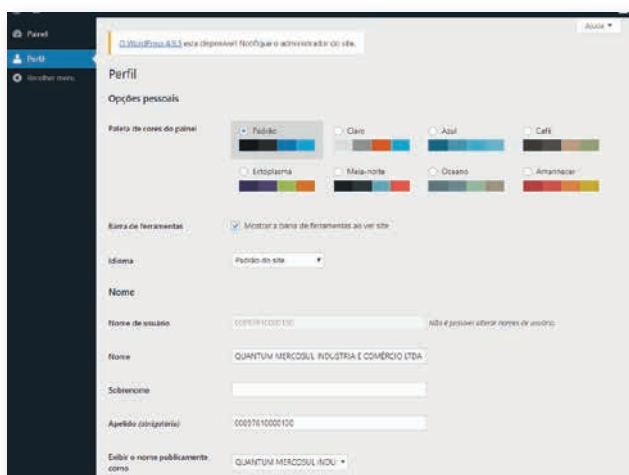 Ajuda
Painel
Perfil
Recolher menu
O WordPress 4.9.5 está disponível! Notifique o administrador do site.
Perfil
Opções pessoais
Paleta de cores do painel
Padrão
Claro
Azul
Café
Ectoplasma
Meia-noite
Oceano
Amanhecer
Barra de ferramentas
Mostrar a barra de ferramentas ao ver site
Idioma
Padrão do site
Nome
Nome de usuário
Não é possível alterar nomes de usuário.
Nome
QUANTUM MERCOSUL INDUSTRIA E COMÉRCIO LTDA
Sobrenome
Apelido (obrigatório)
Exibir o nome publicamente
como
QUANTUM MERCOSUL INDU